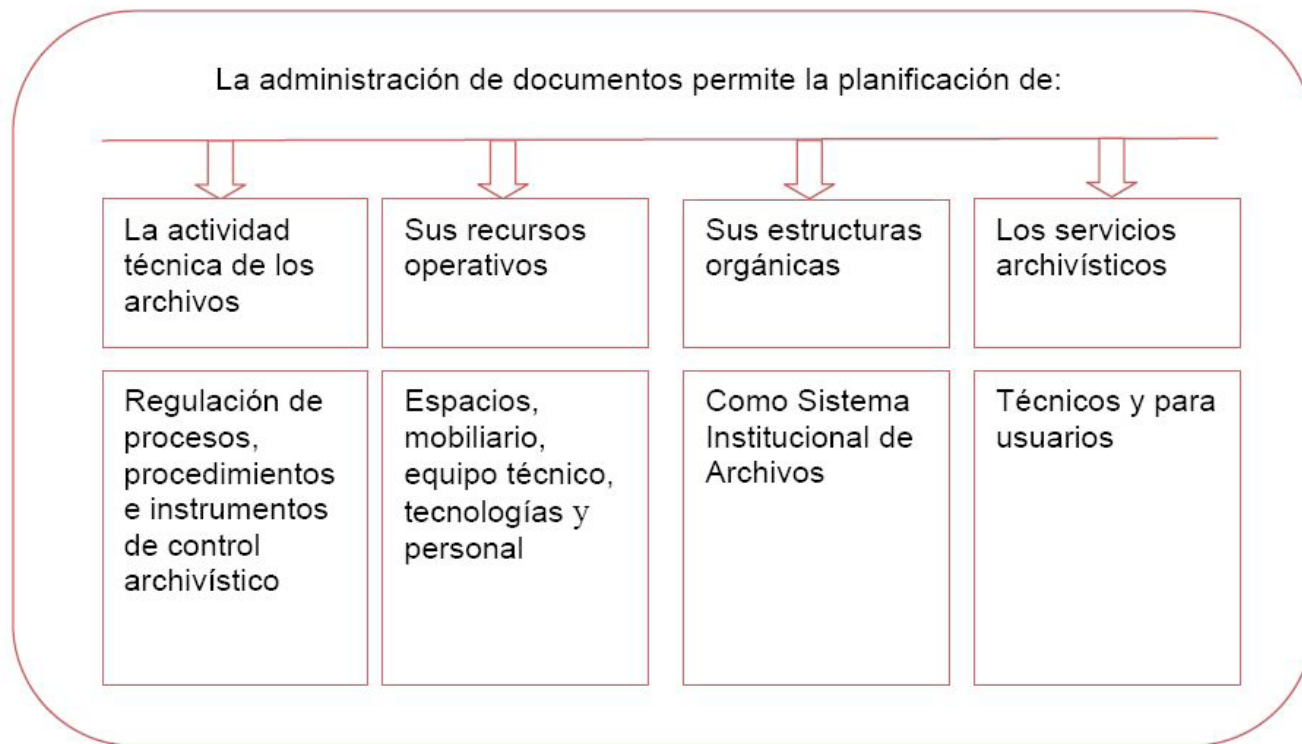 La administración de documentos permite la planificación de:
La actividad
técnica de los
archivos
Sus recursos
operativos
Sus estructuras
orgánicas
Los servicios
archivísticos
Regulación de
procesos,
procedimientos
e instrumentos
de control
archivístico
Espacios,
mobiliario,
equipo técnico,
tecnologías y
personal
Como Sistema
Institucional de
Archivos
Técnicos y para
usuarios